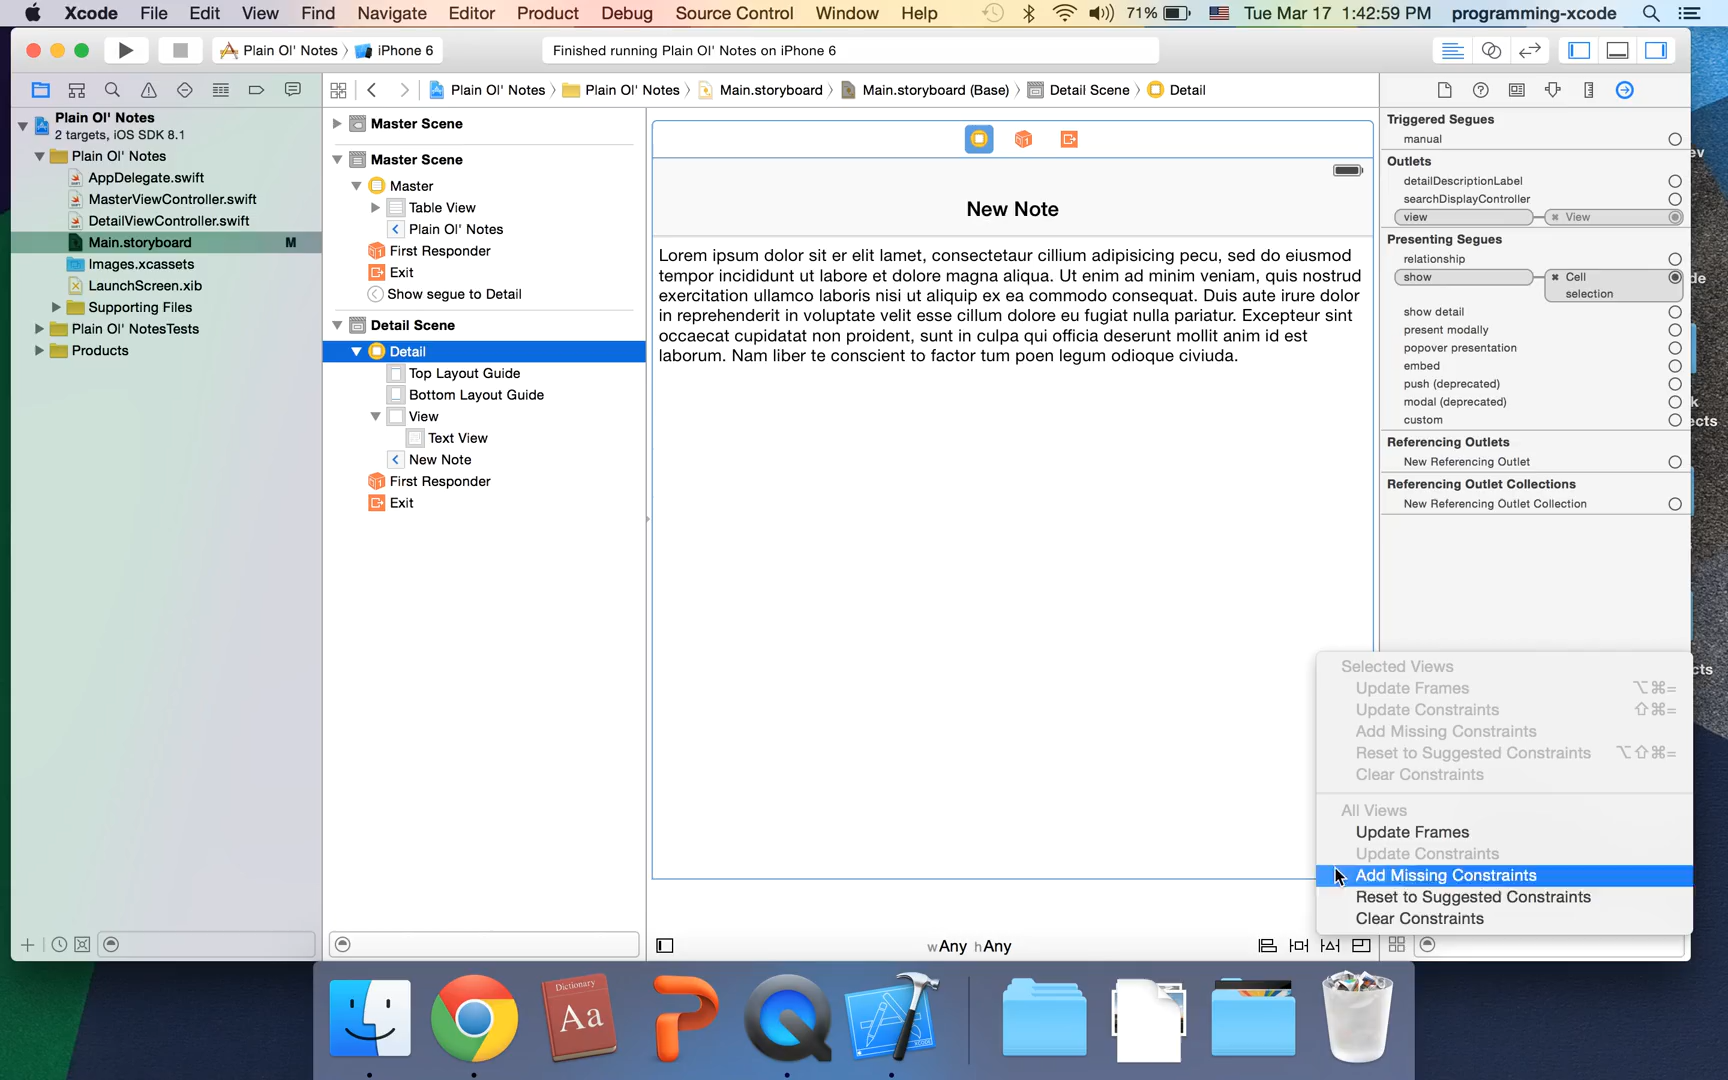 Xcode File Edit View Find Navigate Editor Product Debug Source Control Window Help 71% Tue Mar 17 1:42:59 PM programming-xcode
Plain Ol' Notes iPhone 6 Finished running Plain Ol' Notes on iPhone 6
Plain Ol' Notes Plain Ol' Notes Main.storyboard Main.storyboard (Base) Detail Scene Detail
Plain Ol' Notes
2 targets, iOS SDK 8.1
Plain Ol' Notes
AppDelegate.swift
MasterViewController.swift
DetailViewController.swift
Main.storyboard M
Images.xcassets
LaunchScreen.xib
Supporting Files
Plain Ol' NotesTests
Products
Master Scene
Master Scene
Master
Table View
Plain Ol' Notes
First Responder
Exit
Show segue to Detail
Detail Scene
Detail
Top Layout Guide
Bottom Layout Guide
View
Text View
New Note
First Responder
Exit
New Note
Lorem ipsum dolor sit er elit lamet, consectetaur cillium adipisicing pecu, sed do eiusmod
tempor incididunt ut labore et dolore magna aliqua. Ut enim ad minim veniam, quis nostrud
exercitation ullamco laboris nisi ut aliquip ex ea commodo consequat. Duis aute irure dolor
in reprehenderit in voluptate velit esse cillum dolore eu fugiat nulla pariatur. Excepteur sint
occaecat cupidatat non proident, sunt in culpa qui officia deserunt mollit anim id est
laborum. Nam liber te conscient to factor tum poen legum odioque civiuda.
wAny hAny
Triggered Segues
manual
Outlets
detailDescriptionLabel
searchDisplayController
view View
Presenting Segues
relationship
show Cell
selection
show detail
present modally
popover presentation
embed
push (deprecated)
modal (deprecated)
custom
Referencing Outlets
New Referencing Outlet
Referencing Outlet Collections
New Referencing Outlet Collection
Selected Views
Update Frames ⌥⌘=
Update Constraints ⇧⌘=
Add Missing Constraints
Reset to Suggested Constraints ⌥⇧⌘=
Clear Constraints
All Views
Update Frames
Update Constraints
Add Missing Constraints
Reset to Suggested Constraints
Clear Constraints
Dictionary
Aa
XCODE